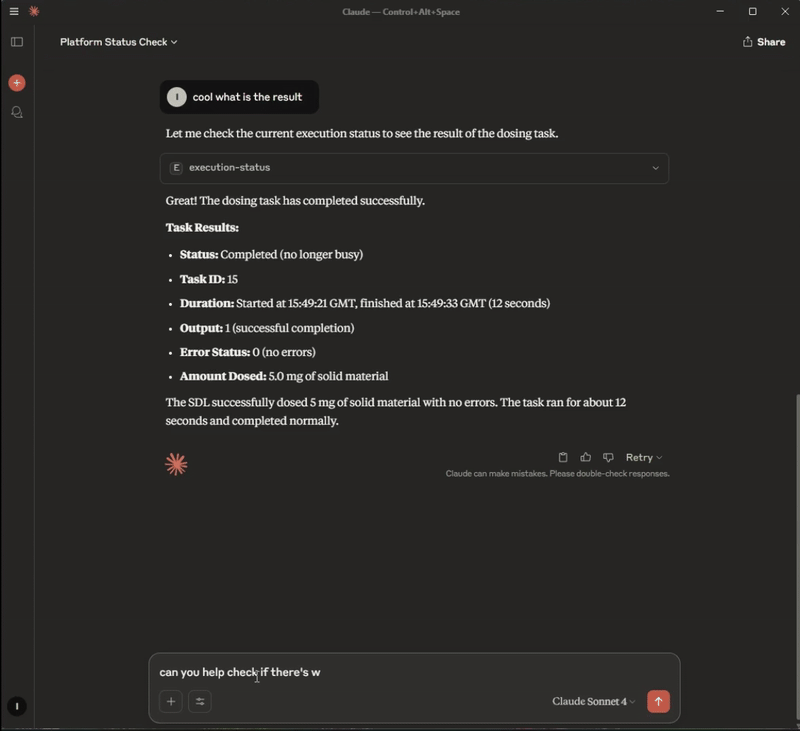 Claude — Control+Alt+Space
Platform Status Check
Share
I
cool what is the result
Let me check the current execution status to see the result of the dosing task.
E execution-status
Great! The dosing task has completed successfully.
Task Results:
• Status: Completed (no longer busy)
• Task ID: 15
• Duration: Started at 15:49:21 GMT, finished at 15:49:33 GMT (12 seconds)
• Output: 1 (successful completion)
• Error Status: 0 (no errors)
• Amount Dosed: 5.0 mg of solid material
The SDL successfully dosed 5 mg of solid material with no errors. The task ran for about 12
seconds and completed normally.
Retry
Claude can make mistakes. Please double-check responses.
can you help check if there's w
Claude Sonnet 4
I